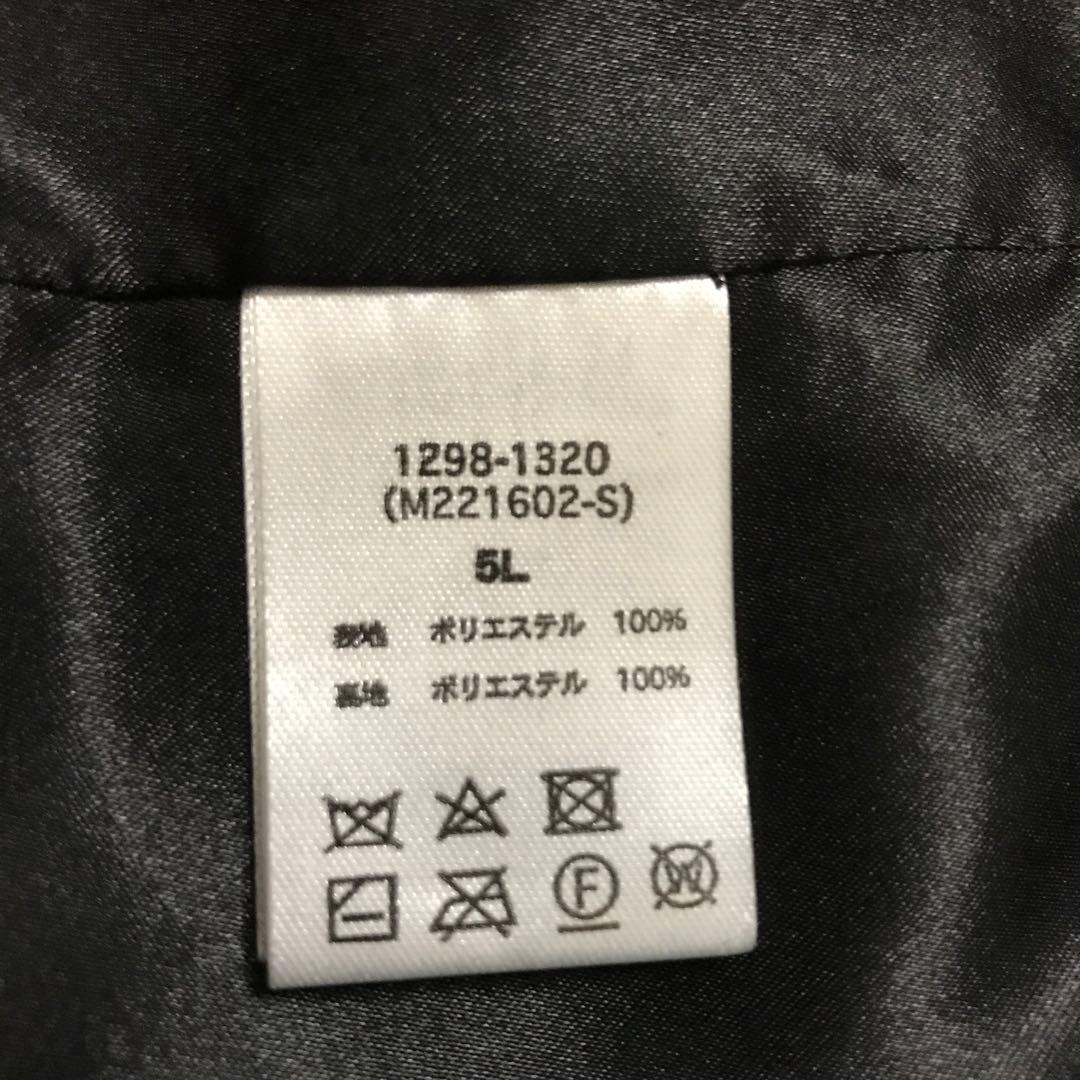 1298-1320
(M221602-S)
5L
表地 ポリエステル 100%
裏地 ポリエステル 100%
F W